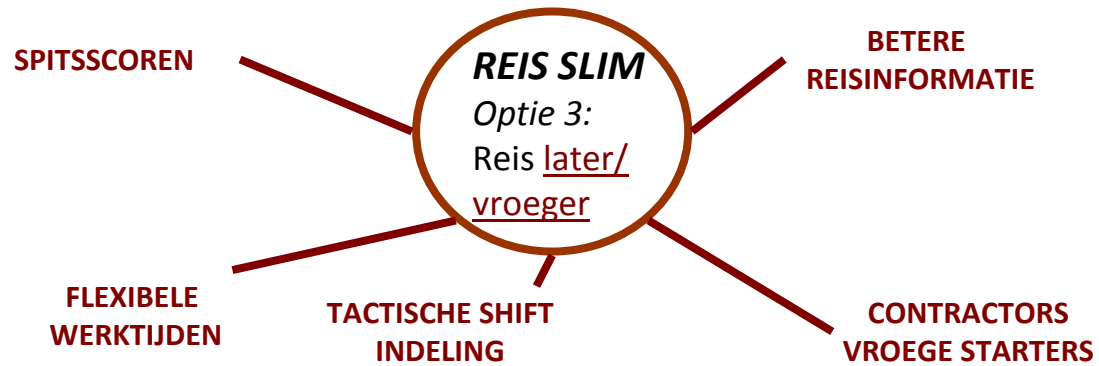 SPITSSCOREN
REIS SLIM
Optie 3:
Reis later/
vroeger
BETERE
REISINFORMATIE
FLEXIBELE
WERKTIJDEN
TACTISCHE SHIFT
INDELING
CONTRACTORS
VROEGE STARTERS